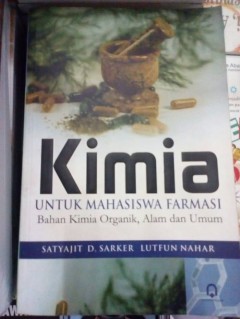 Kimia
UNTUK MAHASISWA FARMASI
Bahan Kimia Organik, Alam dan Umum
SATYAJIT D. SARKER LUTFUN NAHAR